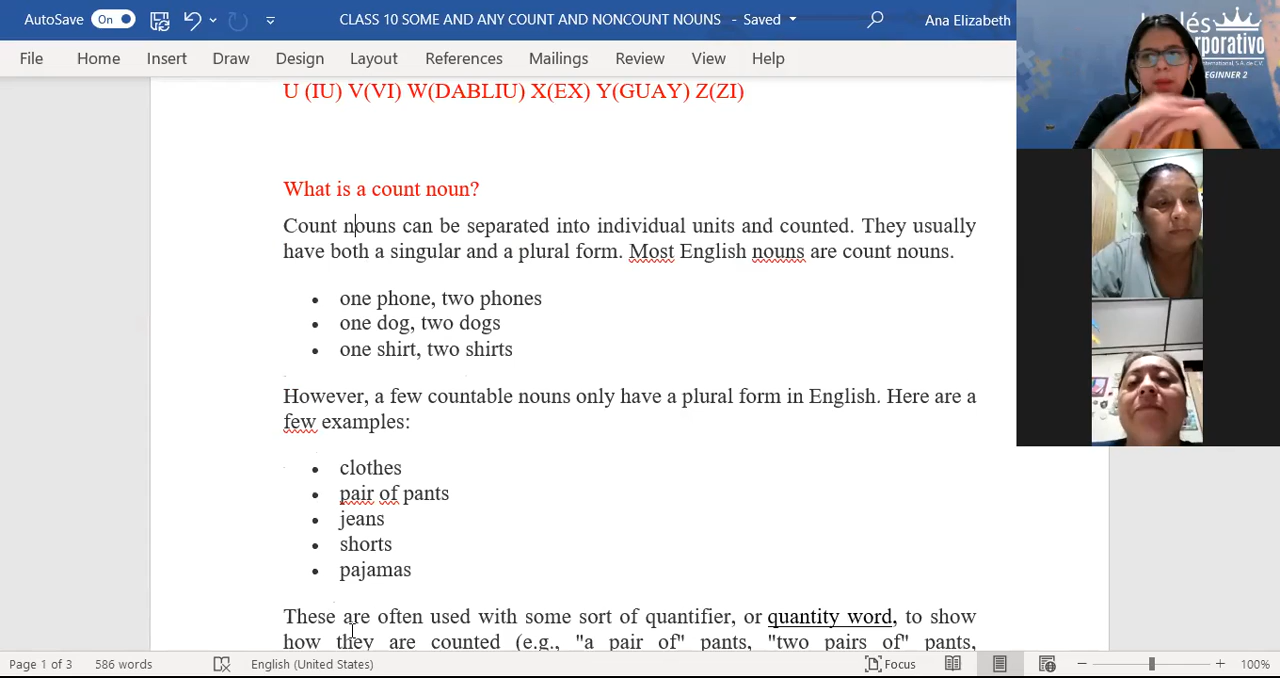 AutoSave On CLASS 10 SOME AND ANY COUNT AND NONCOUNT NOUNS - Saved Ana Elizabeth
File Home Insert Draw Design Layout References Mailings Review View Help
U (IU) V(VI) W(DABLIU) X(EX) Y(GUAY) Z(ZI)
What is a count noun?
Count nouns can be separated into individual units and counted. They usually
have both a singular and a plural form. Most English nouns are count nouns.
• one phone, two phones
• one dog, two dogs
• one shirt, two shirts
However, a few countable nouns only have a plural form in English. Here are a
few examples:
• clothes
• pair of pants
• jeans
• shorts
• pajamas
These are often used with some sort of quantifier, or quantity word, to show
how they are counted (e.g., "a pair of" pants, "two pairs of" pants,
Page 1 of 3 586 words English (United States) Focus 100%